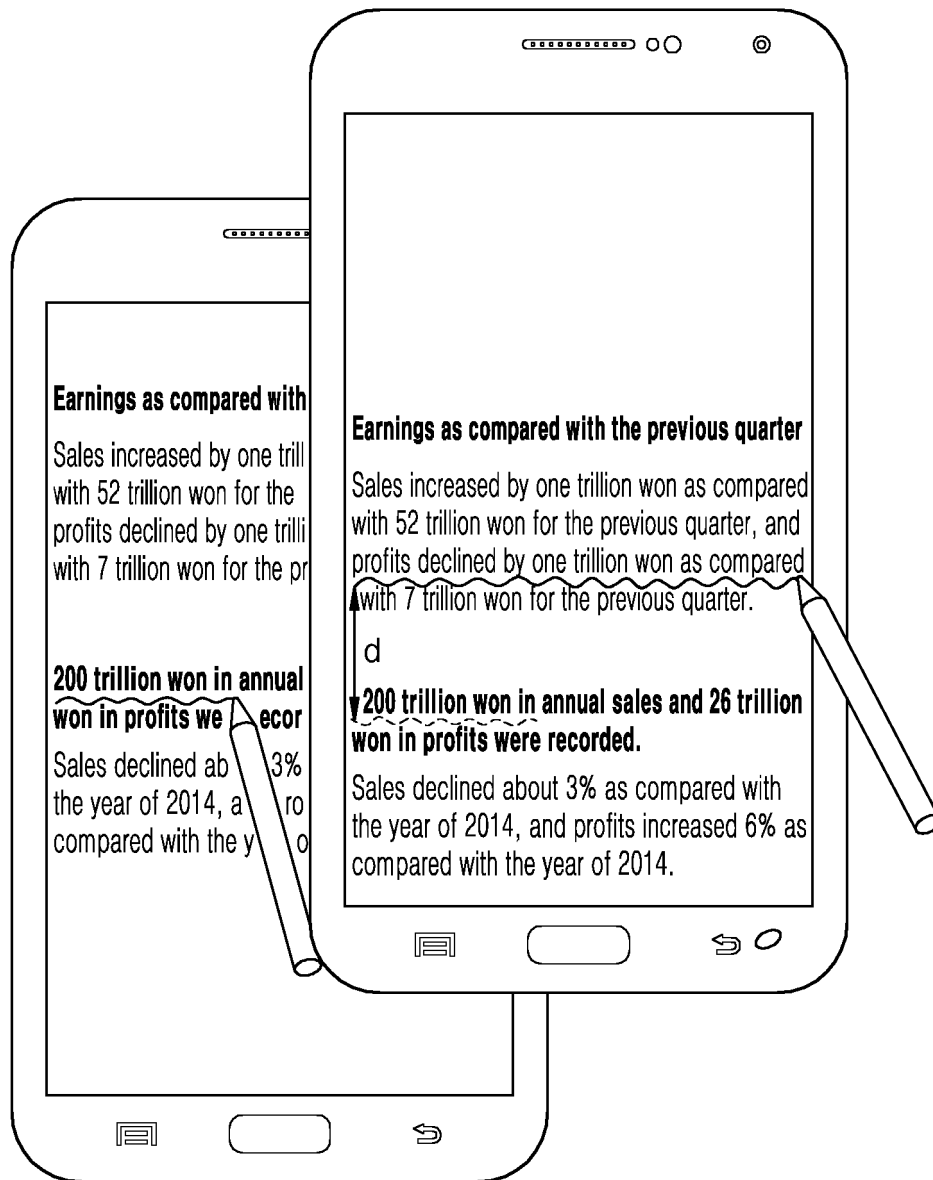 Earnings as compared with
Sales increased by one trill
with 52 trillion won for the
profits declined by one trilli
with 7 trillion won for the pr
200 trillion won in annual
won in profits we ecor
Sales declined ab 3%
the year of 2014, a ro
compared with the y o
Earnings as compared with the previous quarter
Sales increased by one trillion won as compared
with 52 trillion won for the previous quarter, and
profits declined by one trillion won as compared
with 7 trillion won for the previous quarter.
d
200 trillion won in annual sales and 26 trillion
won in profits were recorded.
Sales declined about 3% as compared with
the year of 2014, and profits increased 6% as
compared with the year of 2014.